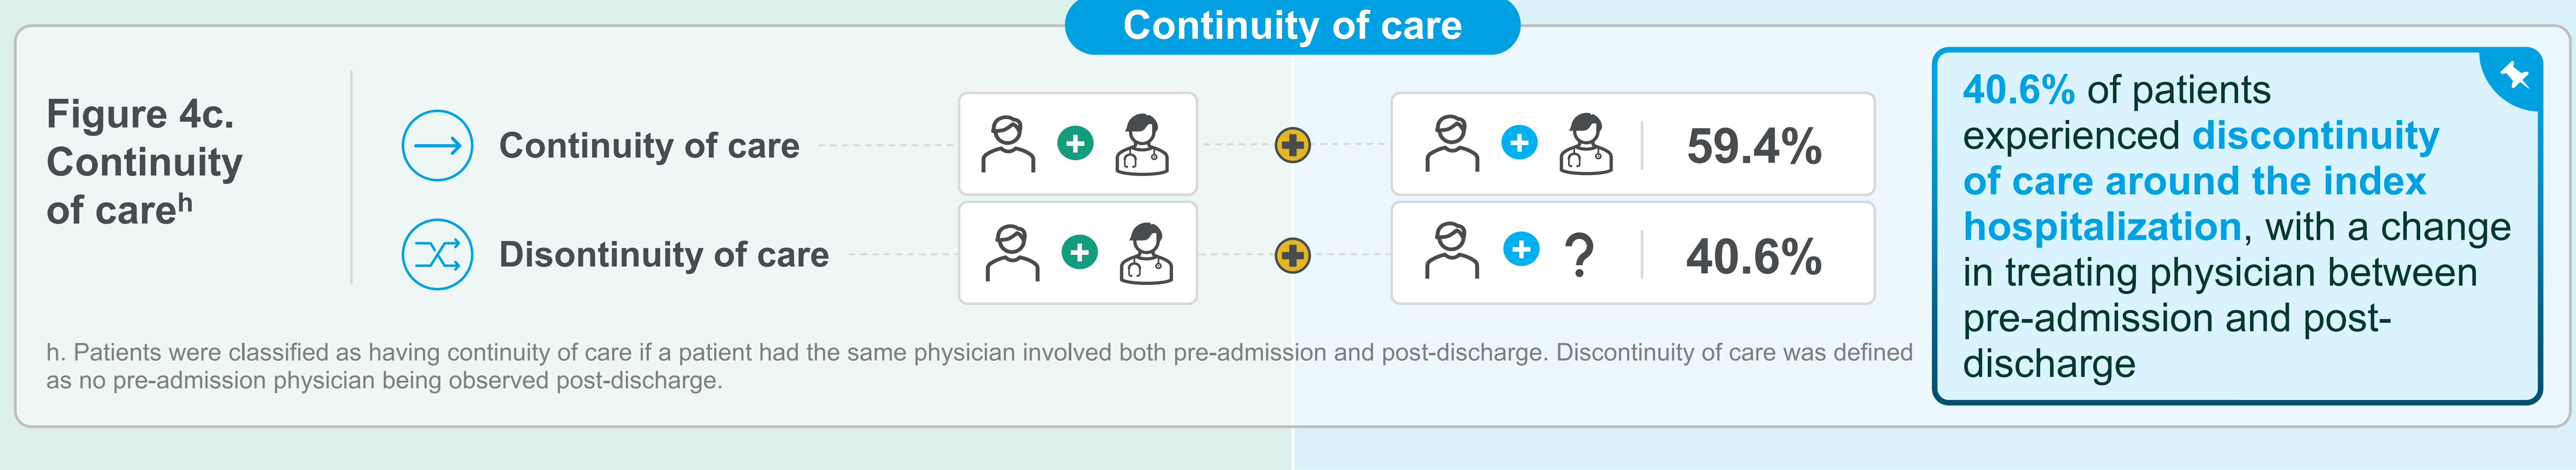 Continuity of care
Figure 4c.
Continuity
of careʰ
Continuity of care
59.4%
Disontinuity of care
?
40.6%
h. Patients were classified as having continuity of care if a patient had the same physician involved both pre-admission and post-discharge. Discontinuity of care was defined
as no pre-admission physician being observed post-discharge.
40.6% of patients
experienced discontinuity
of care around the index
hospitalization, with a change
in treating physician between
pre-admission and post-
discharge